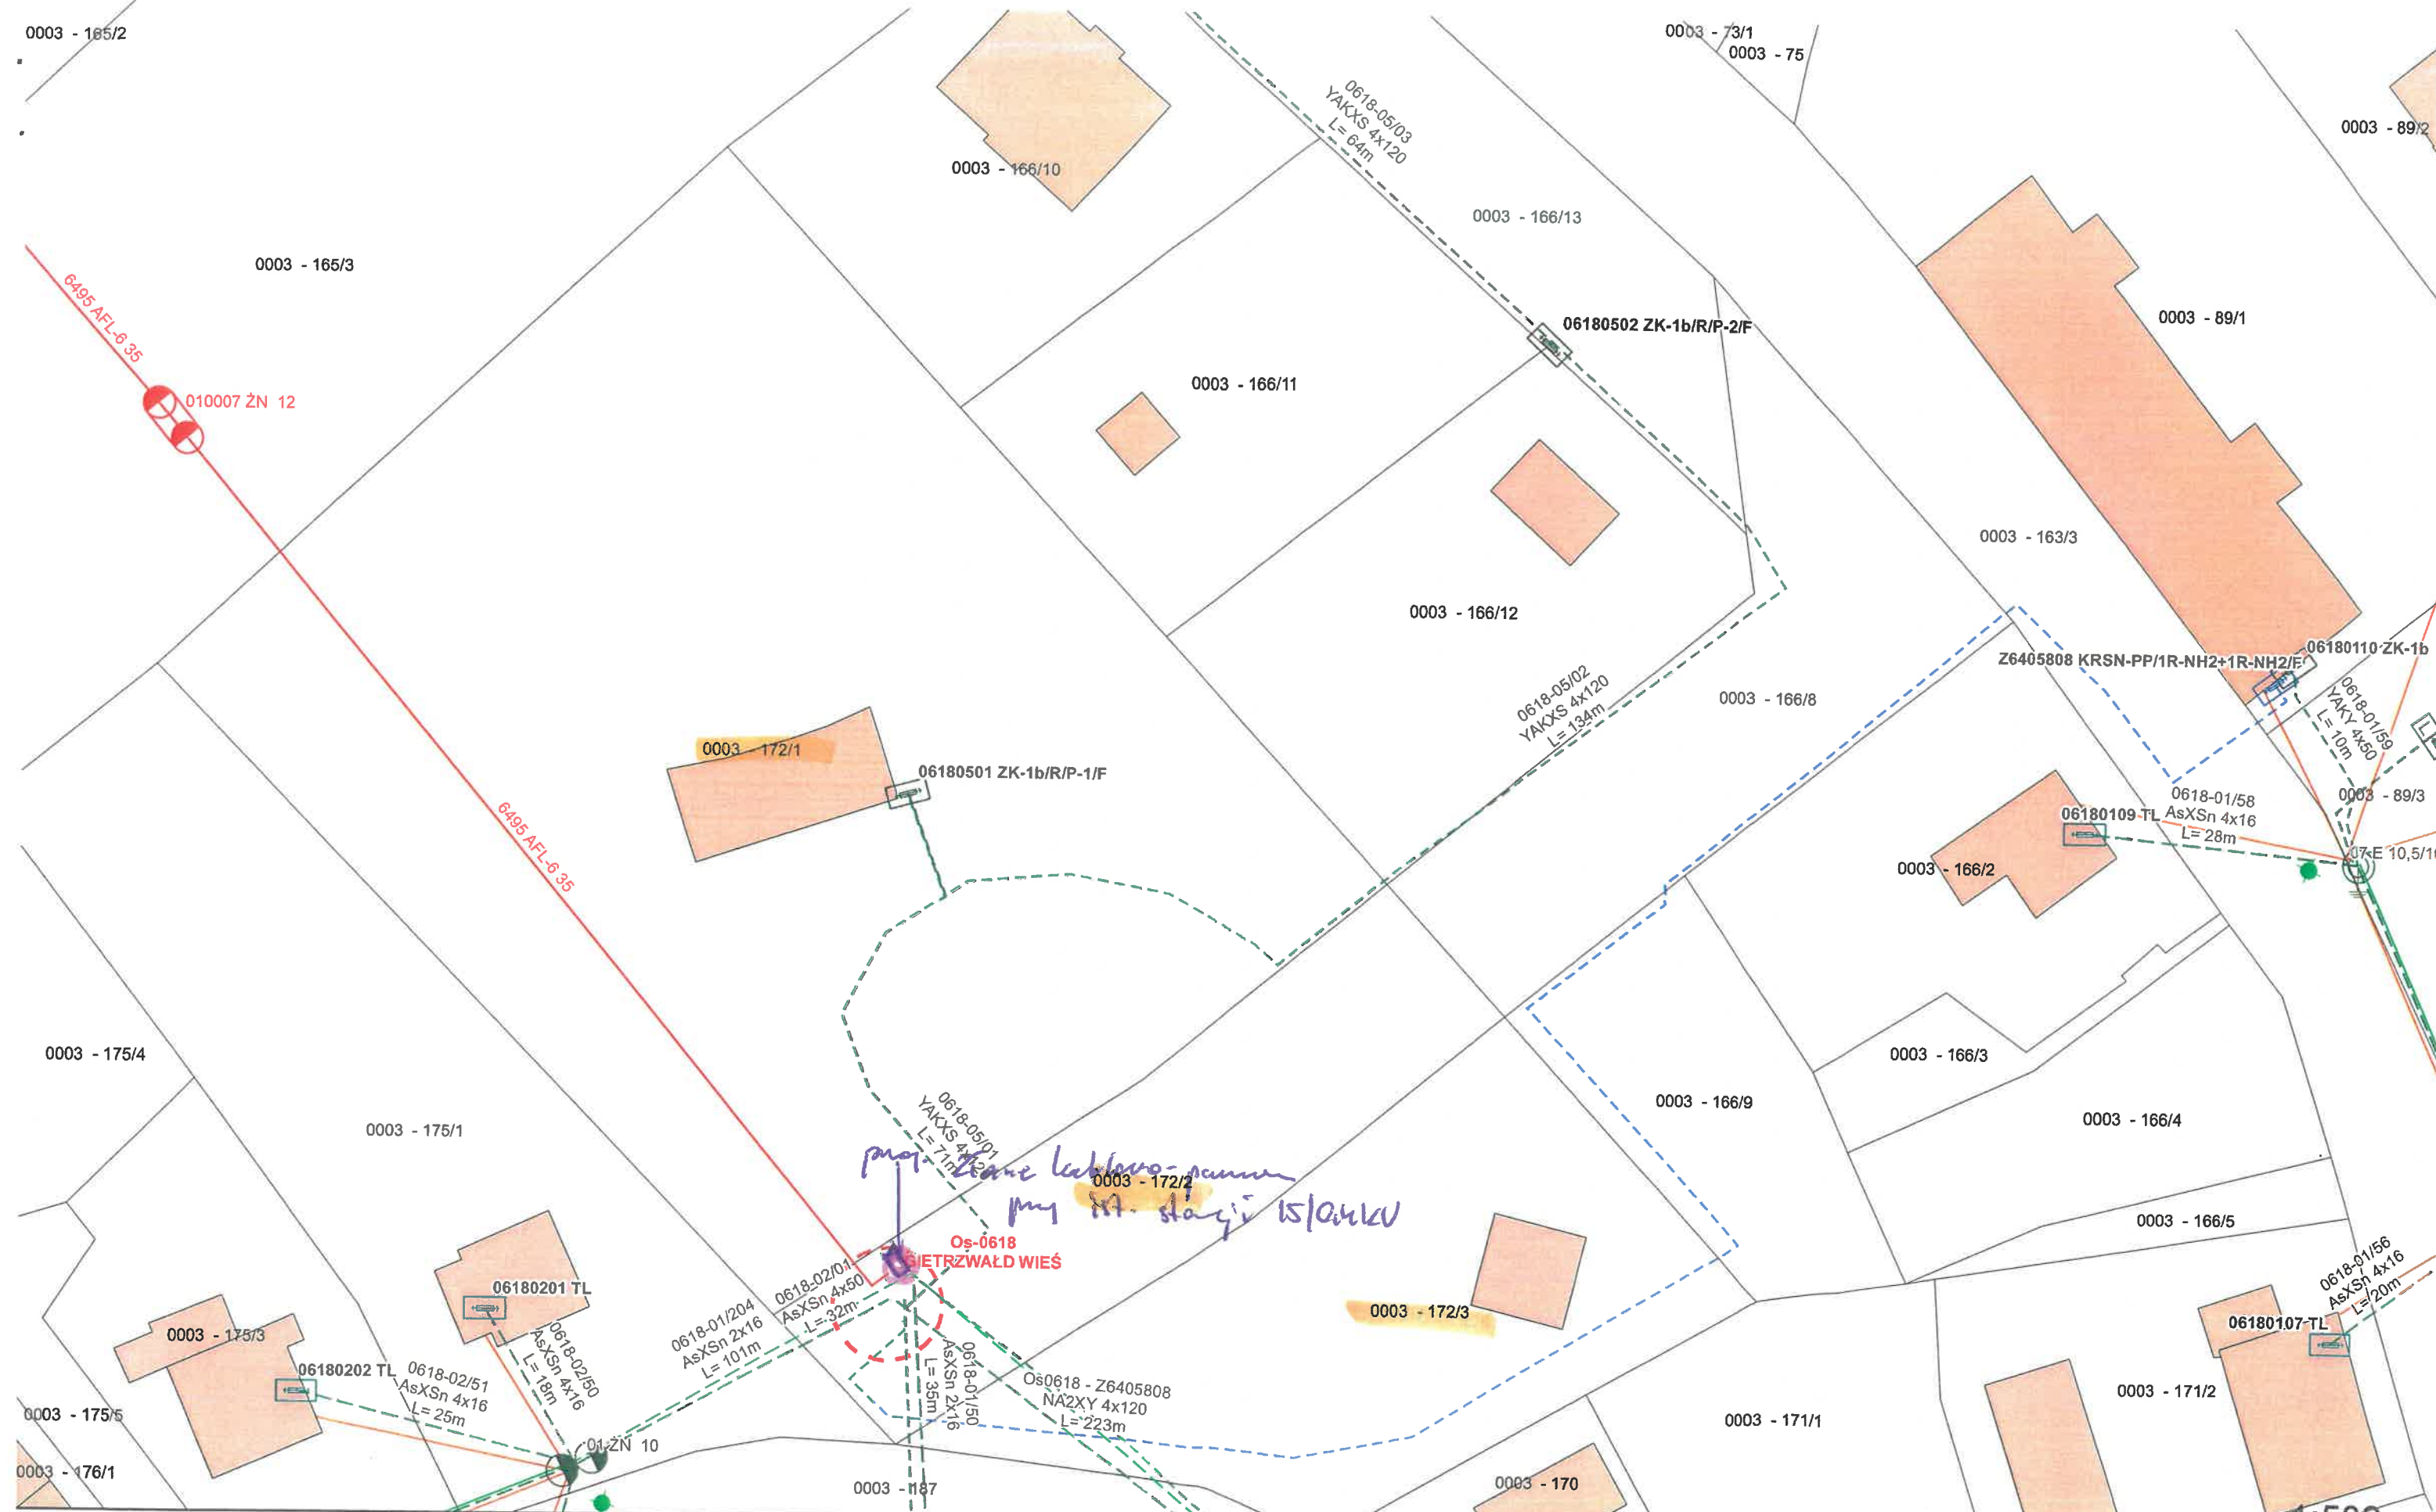 0003 - 165/2
0003 - 73/1
0003 - 75
0003 - 89/2
0618-05/03
YAKXS 4x120
L= 64m
0003 - 166/10
0003 - 166/13
0003 - 165/3
6495 AFL-6 35
010007 ŻN 12
06180502 ZK-1b/R/P-2/F
0003 - 89/1
0003 - 166/11
0003 - 163/3
0003 - 166/12
06180110 ZK-1b
Z6405808 KRSN-PP/1R-NH2+1R-NH2/F
0618-05/02
YAKXS 4x120
L= 134m
0003 - 166/8
0618-01/59
YAKY 4x50
L= 10m
0003 - 172/1
06180501 ZK-1b/R/P-1/F
0003 - 89/3
0618-01/58
AsXSn 4x16
L= 28m
06180109 TL
6495 AFL-6 35
0003 - 166/2
07-E 10,5/1
0003 - 175/4
0003 - 166/3
0003 - 166/9
0003 - 166/4
0003 - 175/1
0618-05/01
YAKXS 4x120
L= 71m
proj.
0003 - 172/2
stacji 15/0,4kV
0003 - 166/5
Os-0618
GIETRZWAŁD WIEŚ
06180201 TL
0618-02/01
AsXSn 4x50
L= 32m
0618-01/204
AsXSn 2x16
L= 101m
0003 - 172/3
0618-01/56
AsXSn 4x16
L= 20m
06180107 TL
0003 - 175/3
0618-02/50
AsXSn 4x16
L= 18m
06180202 TL
0618-02/51
AsXSn 4x16
L= 25m
0618-01/50
AsXSn 2x16
L= 35m
Os0618 - Z6405808
NA2XY 4x120
L= 223m
0003 - 171/2
0003 - 175/5
0003 - 171/1
01 ŻN 10
0003 - 176/1
0003 - 187
0003 - 170